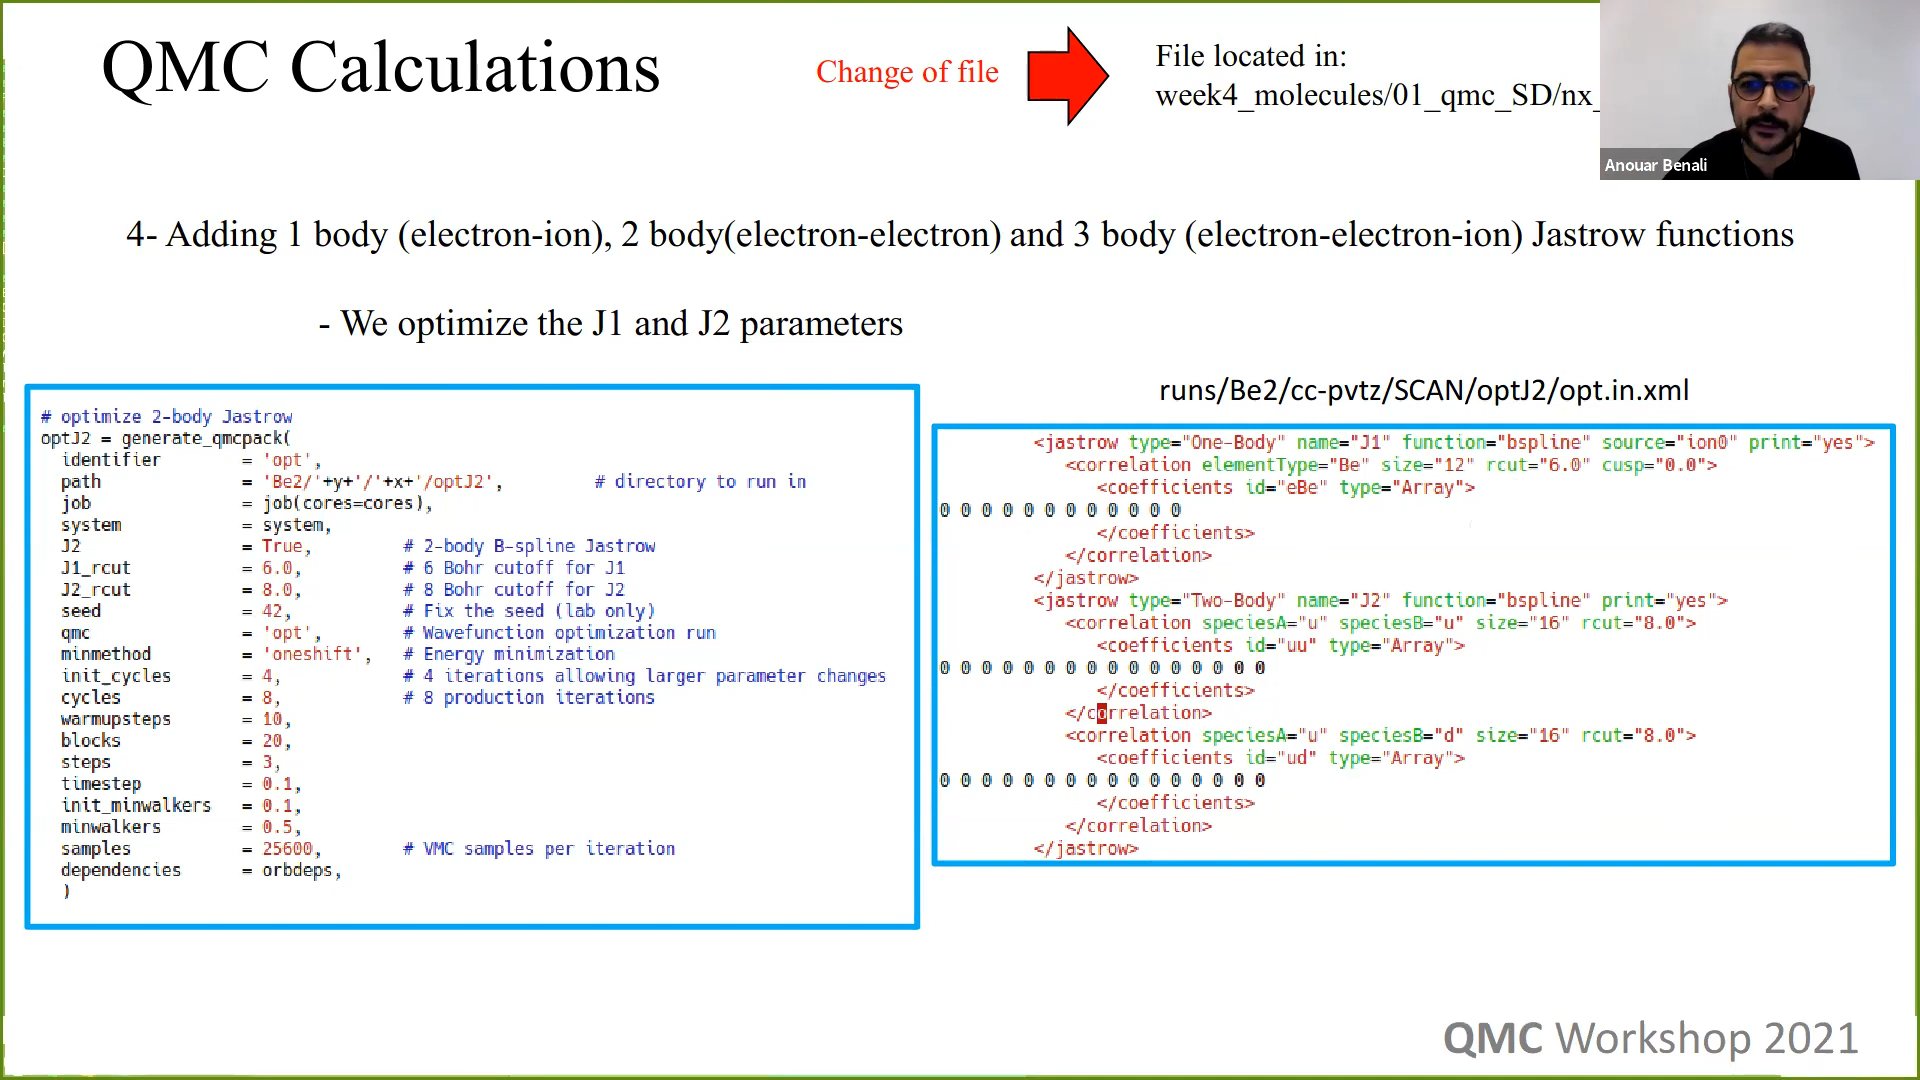 QMC Calculations
Change of file
File located in:
week4_molecules/01_qmc_SD/nx_
Anouar Benali
4- Adding 1 body (electron-ion), 2 body(electron-electron) and 3 body (electron-electron-ion) Jastrow functions
- We optimize the J1 and J2 parameters
# optimize 2-body Jastrow
optJ2 = generate_qmcpack(
identifier = 'opt',
path = 'Be2/'+y+'/'+x+'/optJ2', # directory to run in
job = job(cores=cores),
system = system,
J2 = True, # 2-body B-spline Jastrow
J1_rcut = 6.0, # 6 Bohr cutoff for J1
J2_rcut = 8.0, # 8 Bohr cutoff for J2
seed = 42, # Fix the seed (lab only)
qmc = 'opt', # Wavefunction optimization run
minmethod = 'oneshift', # Energy minimization
init_cycles = 4, # 4 iterations allowing larger parameter changes
cycles = 8, # 8 production iterations
warmupsteps = 10,
blocks = 20,
steps = 3,
timestep = 0.1,
init_minwalkers = 0.1,
minwalkers = 0.5,
samples = 25600, # VMC samples per iteration
dependencies = orbdeps,
)
runs/Be2/cc-pvtz/SCAN/optJ2/opt.in.xml
<jastrow type="One-Body" name="J1" function="bspline" source="ion0" print="yes">
<correlation elementType="Be" size="12" rcut="6.0" cusp="0.0">
<coefficients id="eBe" type="Array">
0 0 0 0 0 0 0 0 0 0 0 0
</coefficients>
</correlation>
</jastrow>
<jastrow type="Two-Body" name="J2" function="bspline" print="yes">
<correlation speciesA="u" speciesB="u" size="16" rcut="8.0">
<coefficients id="uu" type="Array">
0 0 0 0 0 0 0 0 0 0 0 0 0 0 0 0
</coefficients>
</correlation>
<correlation speciesA="u" speciesB="d" size="16" rcut="8.0">
<coefficients id="ud" type="Array">
0 0 0 0 0 0 0 0 0 0 0 0 0 0 0 0
</coefficients>
</correlation>
</jastrow>
QMC Workshop 2021